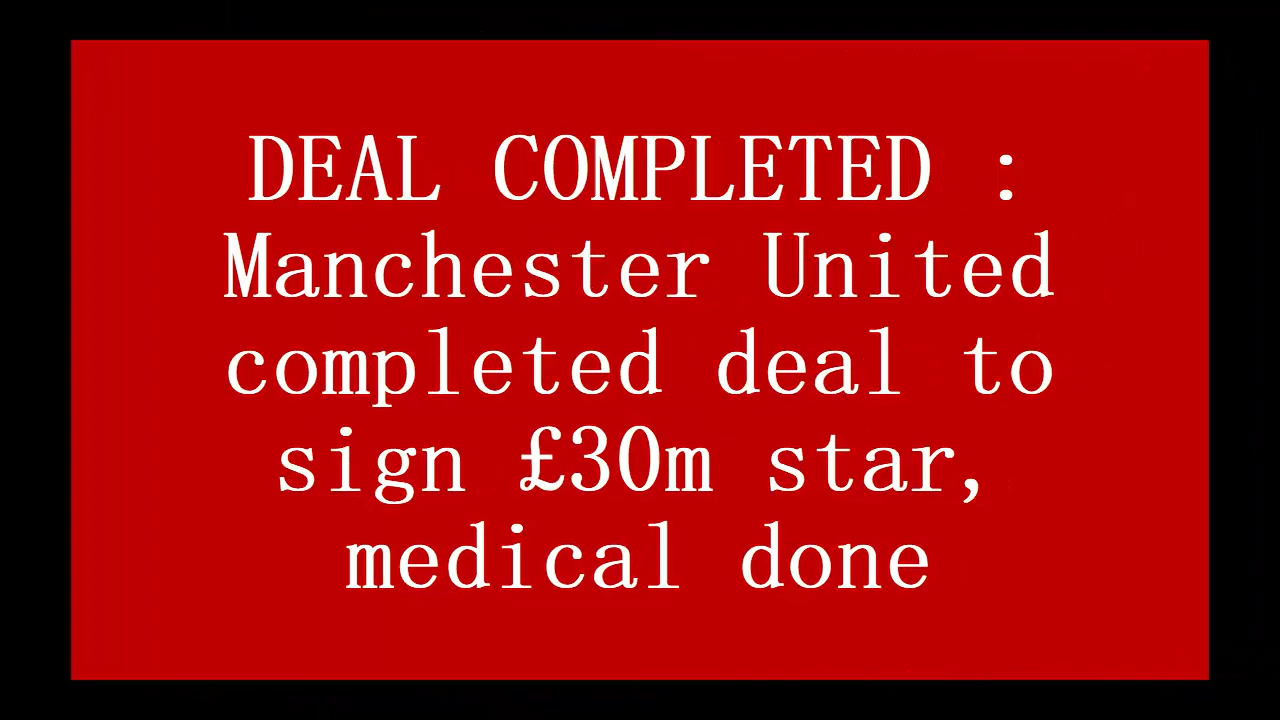 DEAL COMPLETED :
Manchester United
completed deal to
sign £30m star,
medical done